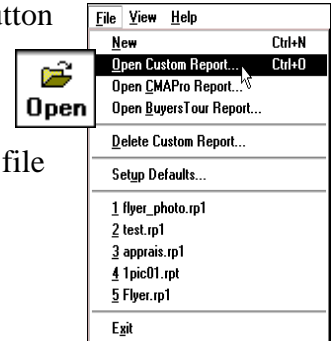 utton
File View Help
New Ctrl+N
Open Custom Report... Ctrl+O
Open CMAPro Report...
Open BuyersTour Report...
Open
Delete Custom Report...
file
Setup Defaults...
1 flyer_photo.rp1
2 test.rp1
3 apprais.rp1
4 1pic01.rpt
5 Flyer.rp1
Exit